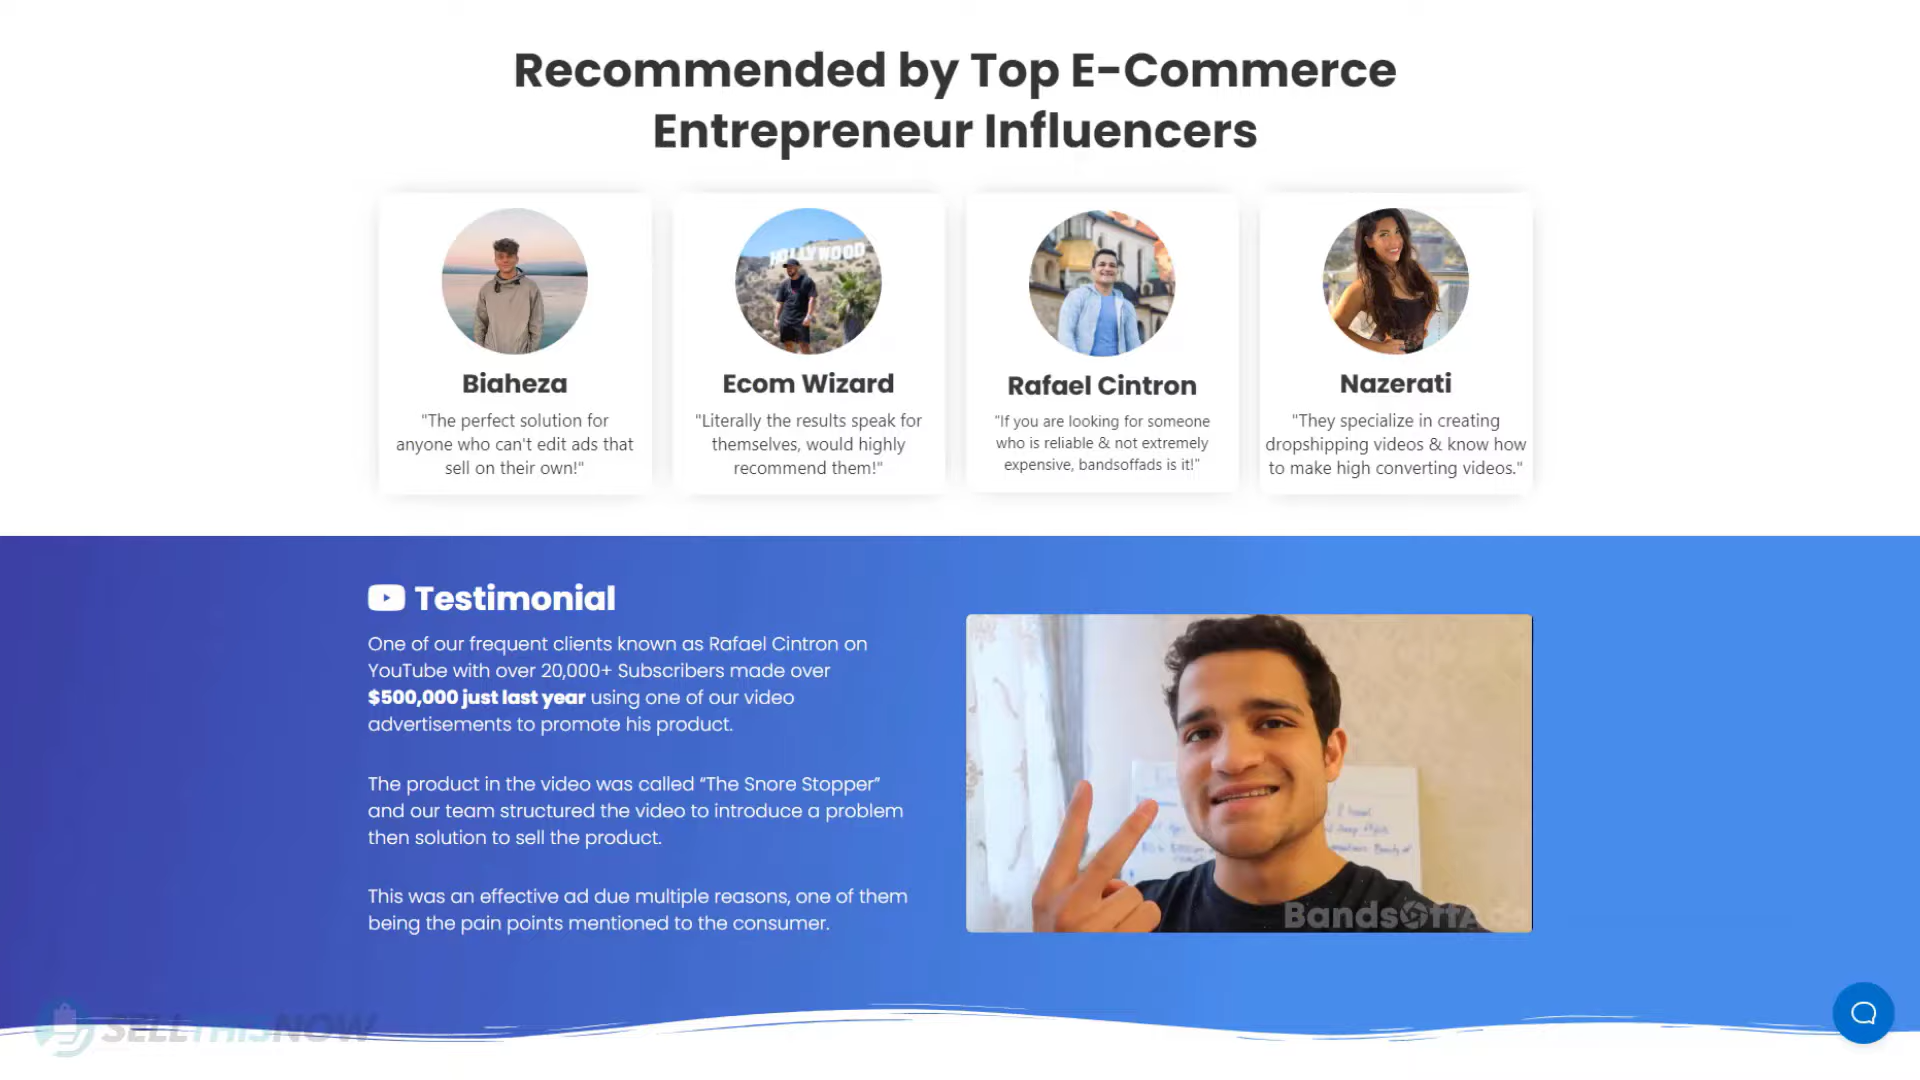 Recommended by Top E-Commerce
Entrepreneur Influencers
HOLLYWOOD
Biaheza
"The perfect solution for
anyone who can't edit ads that
sell on their own!"
Ecom Wizard
"Literally the results speak for
themselves, would highly
recommend them!"
Rafael Cintron
"If you are looking for someone
who is reliable & not extremely
expensive, bandsoffads is it!"
Nazerati
"They specialize in creating
dropshipping videos & know how
to make high converting videos."
Testimonial
One of our frequent clients known as Rafael Cintron on
YouTube with over 20,000+ Subscribers made over
$500,000 just last year using one of our video
advertisements to promote his product.
The product in the video was called “The Snore Stopper”
and our team structured the video to introduce a problem
then solution to sell the product.
This was an effective ad due multiple reasons, one of them
being the pain points mentioned to the consumer.
BandsOffAds
SELLTHISNOW